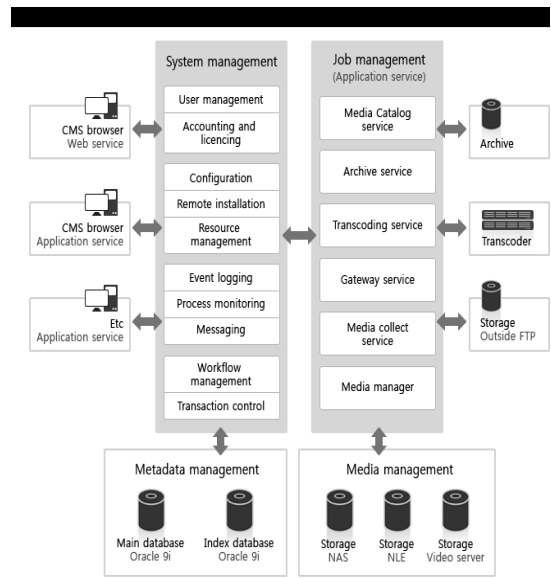 System management
User management
Accounting and
licencing
Configuration
Remote installation
Resource
management
Event logging
Process monitoring
Messaging
Workflow
management
Transaction control
Job management
(Application service)
Media Catalog
service
Archive service
Transcoding service
Gateway service
Media collect
service
Media manager
CMS browser
Web service
CMS browser
Application service
Etc
Application service
Archive
Transcoder
Storage
Outside FTP
Metadata management
Main database
Oracle 9i
Index database
Oracle 9i
Media management
Storage
NAS
Storage
NLE
Storage
Video server